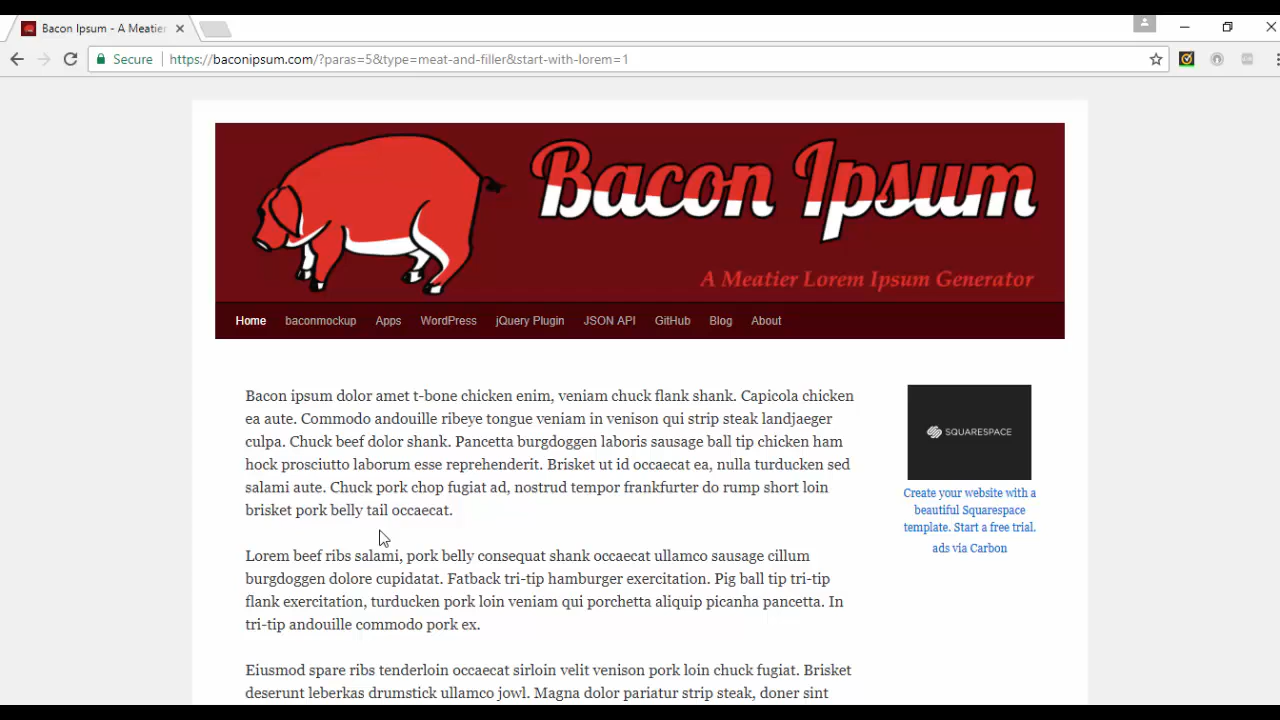 Bacon Ipsum - A Meatier
Secure https://baconipsum.com/?paras=5&type=meat-and-filler&start-with-lorem=1
Bacon Ipsum
A Meatier Lorem Ipsum Generator
Home baconmockup Apps WordPress jQuery Plugin JSON API GitHub Blog About
Bacon ipsum dolor amet t-bone chicken enim, veniam chuck flank shank. Capicola chicken
ea aute. Commodo andouille ribeye tongue veniam in venison qui strip steak landjaeger
culpa. Chuck beef dolor shank. Pancetta burgdoggen laboris sausage ball tip chicken ham
hock prosciutto laborum esse reprehenderit. Brisket ut id occaecat ea, nulla turducken sed
salami aute. Chuck pork chop fugiat ad, nostrud tempor frankfurter do rump short loin
brisket pork belly tail occaecat.
Lorem beef ribs salami, pork belly consequat shank occaecat ullamco sausage cillum
burgdoggen dolore cupidatat. Fatback tri-tip hamburger exercitation. Pig ball tip tri-tip
flank exercitation, turducken pork loin veniam qui porchetta aliquip picanha pancetta. In
tri-tip andouille commodo pork ex.
Eiusmod spare ribs tenderloin occaecat sirloin velit venison pork loin chuck fugiat. Brisket
deserunt leberkas drumstick ullamco jowl. Magna dolor pariatur strip steak, doner sint
SQUARESPACE
Create your website with a
beautiful Squarespace
template. Start a free trial.
ads via Carbon